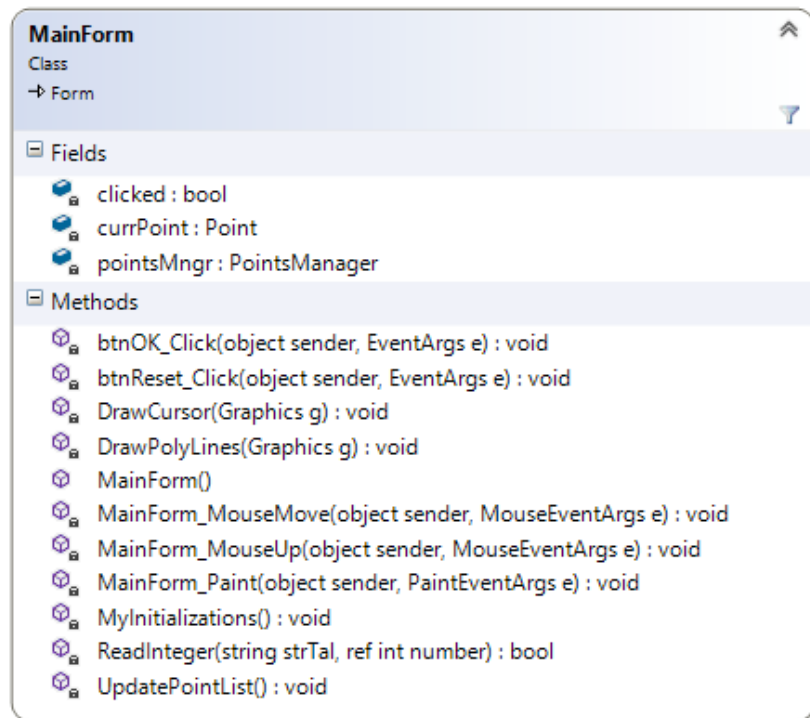 MainForm
Class
Form
Fields
clicked : bool
currPoint : Point
pointsMngr : PointsManager
Methods
btnOK_Click(object sender, EventArgs e) : void
btnReset_Click(object sender, EventArgs e) : void
DrawCursor(Graphics g) : void
DrawPolyLines(Graphics g) : void
MainForm()
MainForm_MouseMove(object sender, MouseEventArgs e) : void
MainForm_MouseUp(object sender, MouseEventArgs e) : void
MainForm_Paint(object sender, PaintEventArgs e) : void
MyInitializations() : void
ReadInteger(string strTal, ref int number) : bool
UpdatePointList() : void